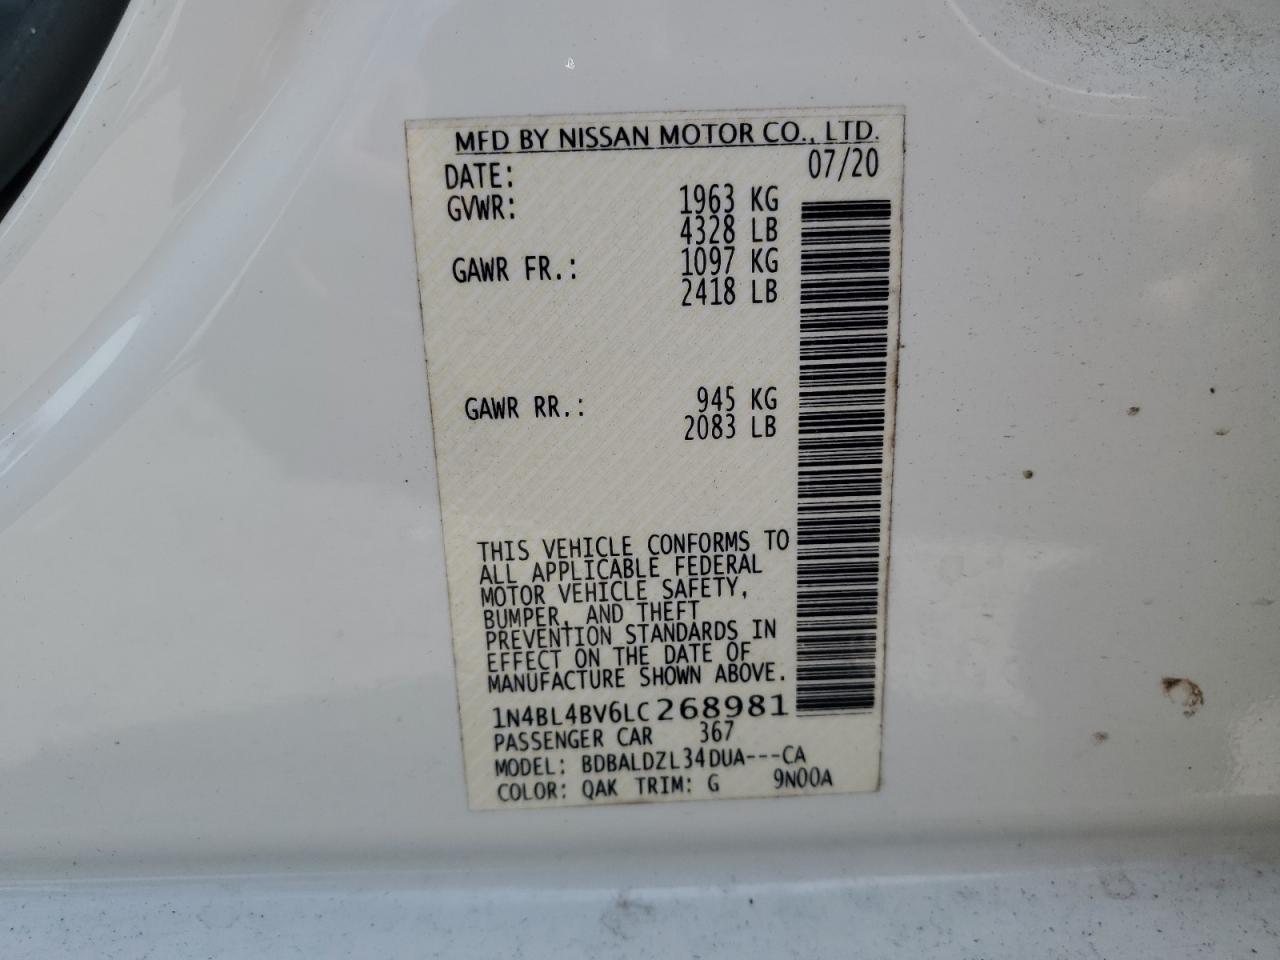 MFD BY NISSAN MOTOR CO., LTD.
DATE: 07/20
GVWR: 1963 KG
4328 LB
GAWR FR.: 1097 KG
2418 LB
GAWR RR.: 945 KG
2083 LB
THIS VEHICLE CONFORMS TO
ALL APPLICABLE FEDERAL
MOTOR VEHICLE SAFETY,
BUMPER, AND THEFT
PREVENTION STANDARDS IN
EFFECT ON THE DATE OF
MANUFACTURE SHOWN ABOVE.
1N4BL4BV6LC268981
PASSENGER CAR 367
MODEL: BDBALDZL34DUA---CA
COLOR: QAK TRIM: G 9N00A